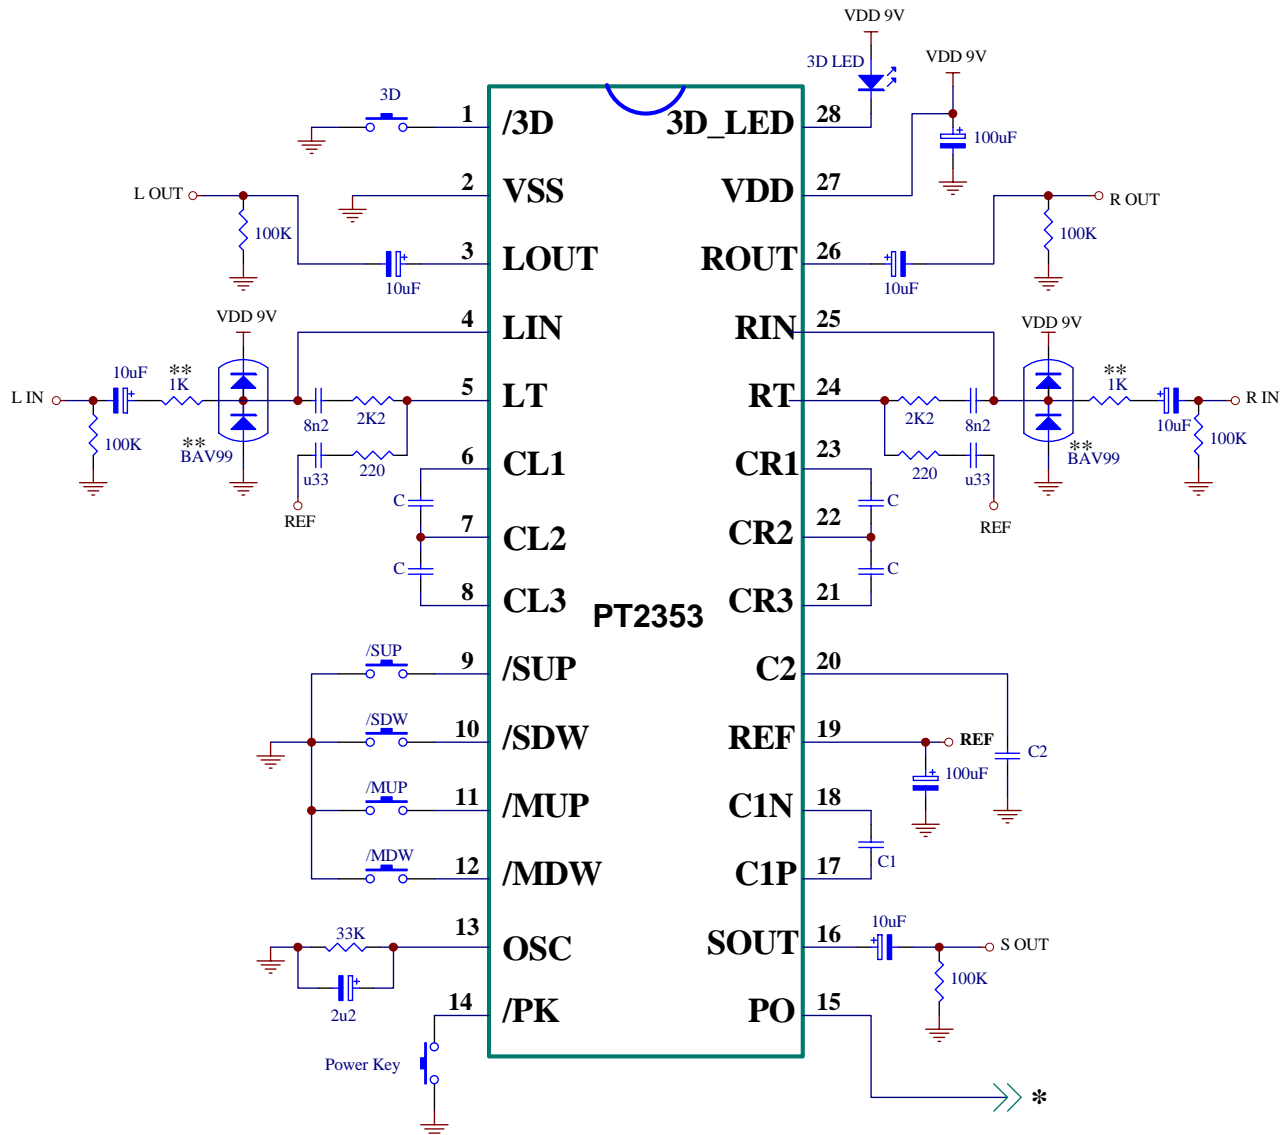 VDD 9V
3D LED
VDD 9V
3D
1
/3D
3D_LED
28
100uF
2
VSS
VDD
27
L OUT
R OUT
100K
100K
3
LOUT
ROUT
26
10uF
10uF
VDD 9V
VDD 9V
4
LIN
RIN
25
10uF
**
1K
**
1K
L IN
5
LT
RT
24
R IN
8n2
2K2
2K2
8n2
10uF
100K
**
BAV99
**
BAV99
100K
u33
220
220
u33
6
CL1
CR1
23
REF
REF
C
C
7
CL2
CR2
22
C
C
8
CL3
CR3
21
PT2353
/SUP
9
/SUP
C2
20
/SDW
10
/SDW
REF
19
REF
C2
100uF
/MUP
11
/MUP
C1N
18
C1
/MDW
12
/MDW
C1P
17
33K
13
OSC
SOUT
16
10uF
S OUT
2u2
100K
14
/PK
PO
15
Power Key
*